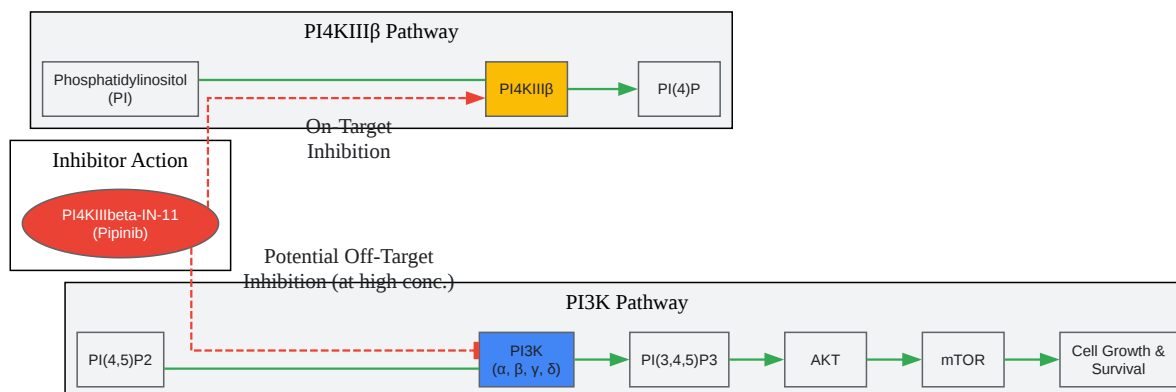 PI4KIIIβ Pathway
Phosphatidylinositol
(PI)
PI4KIIIβ
PI(4)P
On-Target
Inhibition
Inhibitor Action
PI4KIIIbeta-IN-11
(Pipinib)
Potential Off-Target
Inhibition (at high conc.)
PI3K Pathway
PI(4,5)P2
PI3K
(α, β, γ, δ)
PI(3,4,5)P3
AKT
mTOR
Cell Growth &
Survival